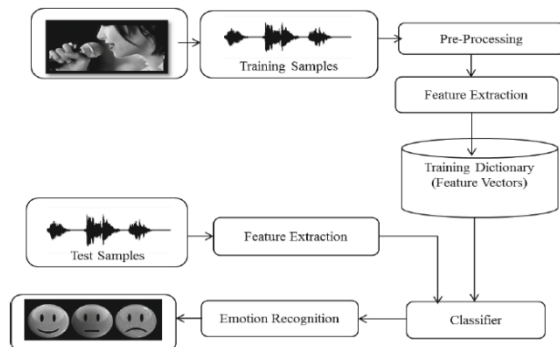 Training Samples
Pre-Processing
Feature Extraction
Training Dictionary
(Feature Vectors)
Test Samples
Feature Extraction
Emotion Recognition
Classifier